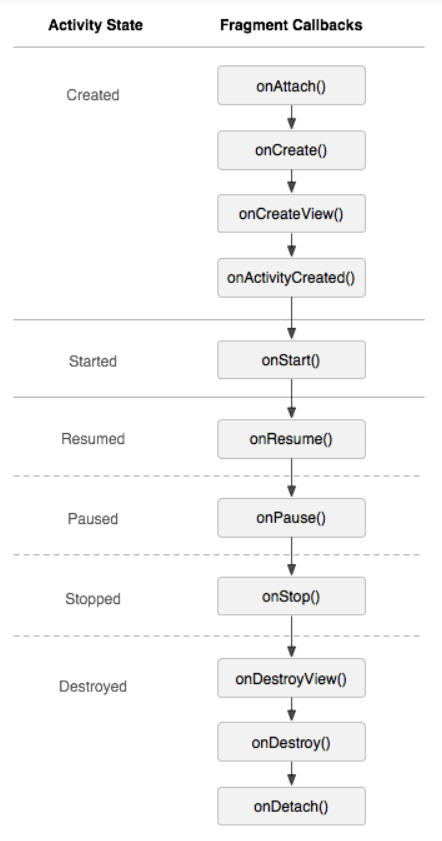 Activity State Fragment Callbacks
Created
onAttach()
onCreate()
onCreateView()
onActivityCreated()
Started onStart()
Resumed onResume()
Paused onPause()
Stopped onStop()
Destroyed onDestroyView()
onDestroy()
onDetach()